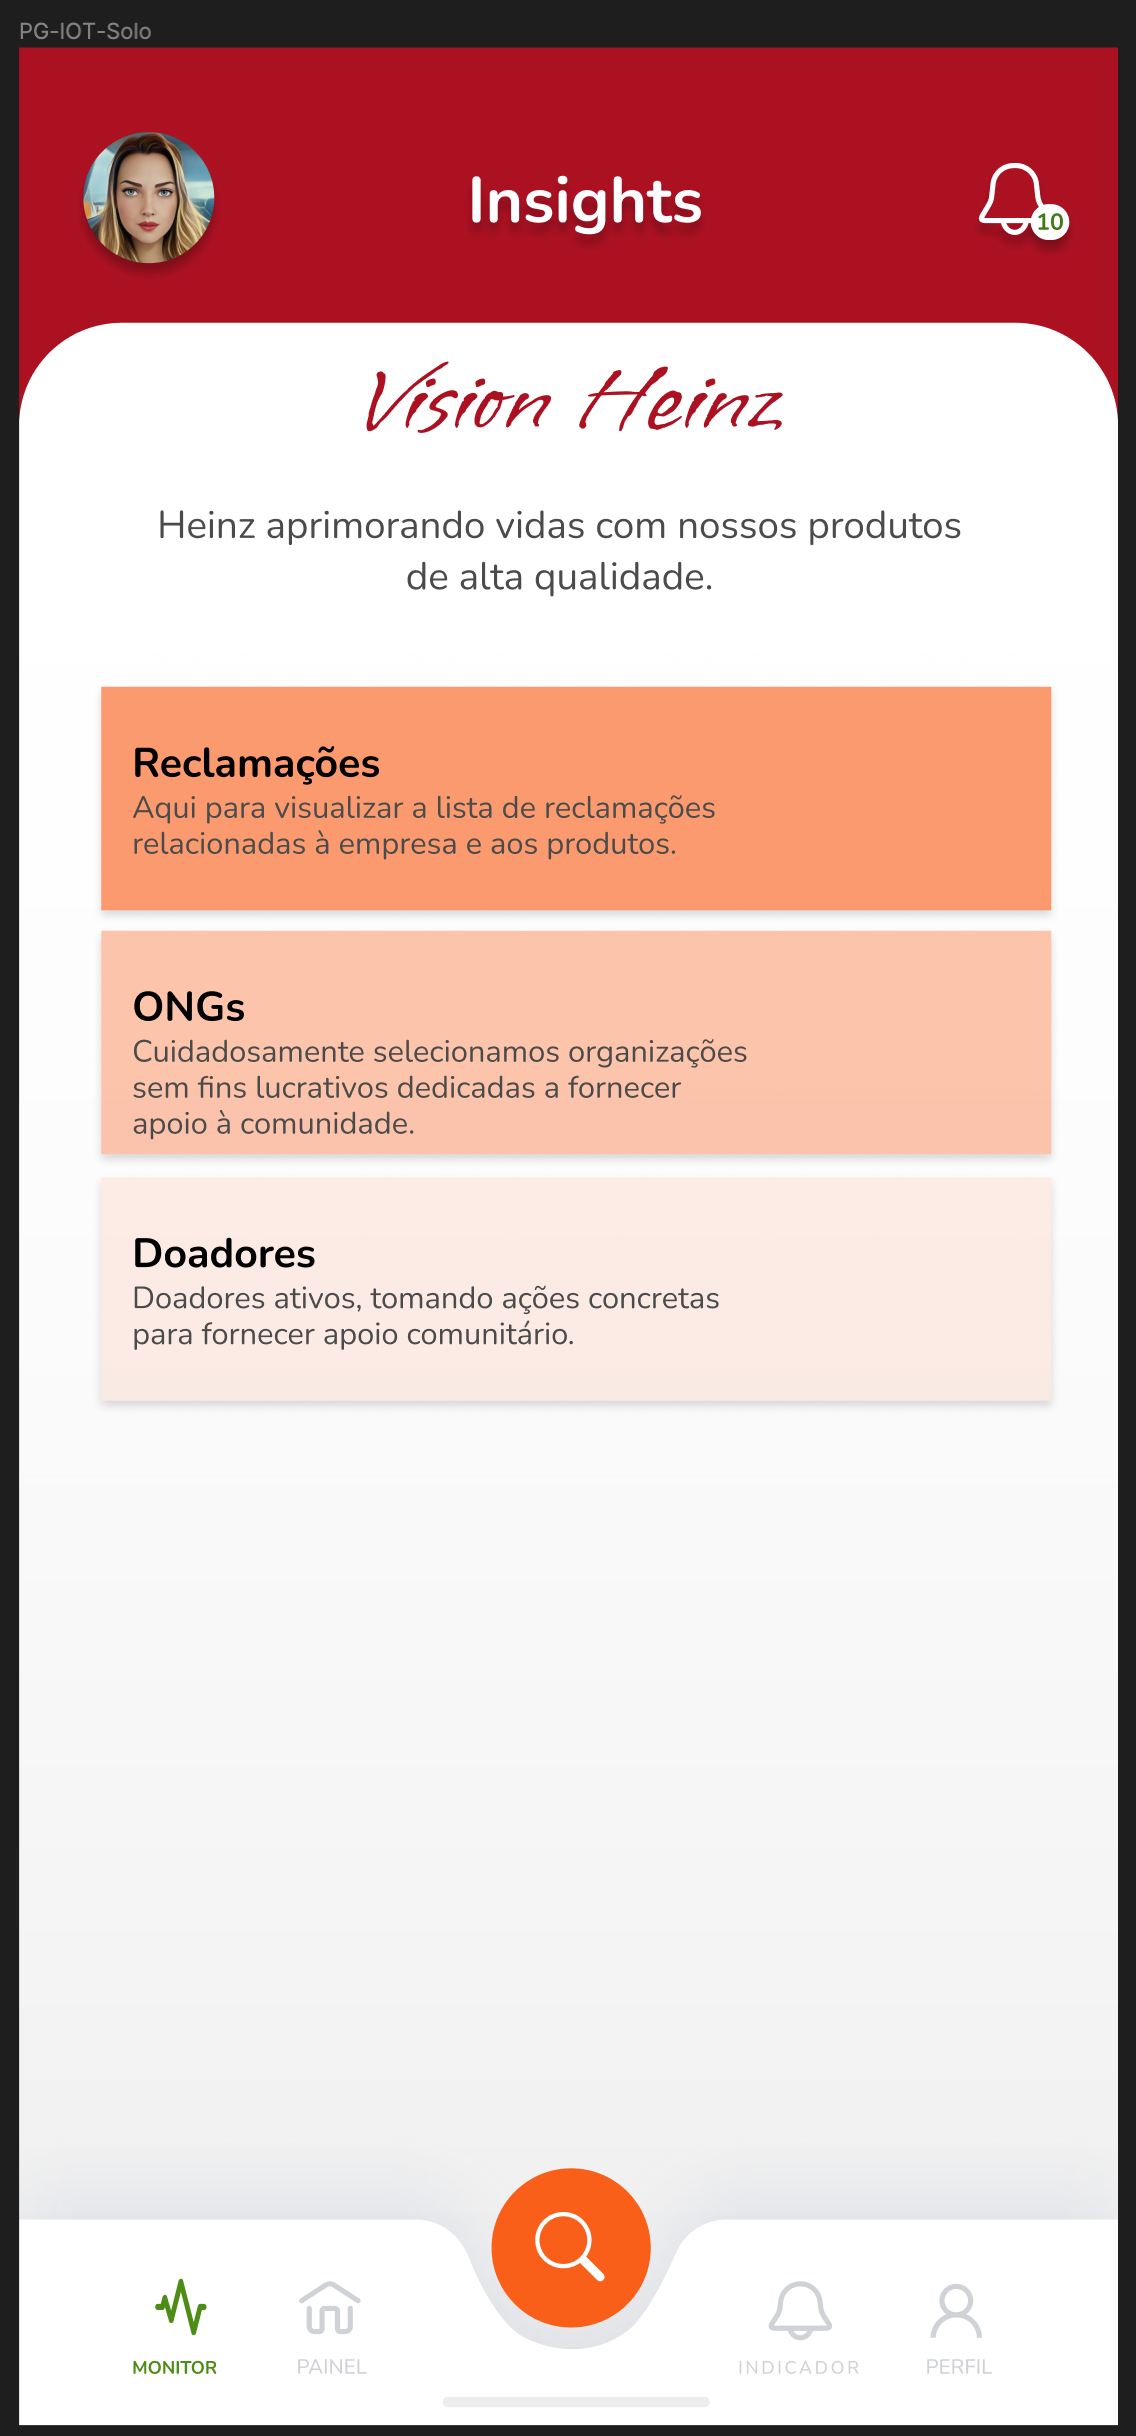 PG-IOT-Solo
Insights
10
Vision Heinz
Heinz aprimorando vidas com nossos produtos
de alta qualidade.
Reclamações
Aqui para visualizar a lista de reclamações
relacionadas à empresa e aos produtos.
ONGs
Cuidadosamente selecionamos organizações
sem fins lucrativos dedicadas a fornecer
apoio à comunidade.
Doadores
Doadores ativos, tomando ações concretas
para fornecer apoio comunitário.
MONITOR
PAINEL
INDICADOR
PERFIL